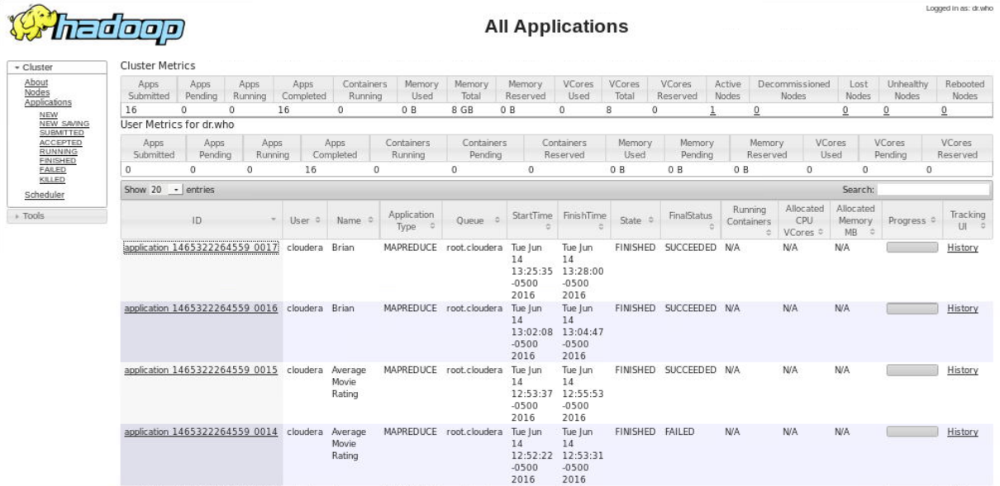 Logged in as: dr.who
hadoop
All Applications
Cluster
About
Nodes
Applications
NEW
NEW_SAVING
SUBMITTED
ACCEPTED
RUNNING
FINISHED
FAILED
KILLED
Scheduler
Tools
Cluster Metrics
Apps Submitted Apps Pending Apps Running Apps Completed Containers Running Memory Used Memory Total Memory Reserved VCores Used VCores Total VCores Reserved Active Nodes Decommissioned Nodes Lost Nodes Unhealthy Nodes Rebooted Nodes
16 0 0 16 0 0 B 8 GB 0 B 0 8 0 1 0 0 0 0
User Metrics for dr.who
Apps Submitted Apps Pending Apps Running Apps Completed Containers Running Containers Pending Containers Reserved Memory Used Memory Pending Memory Reserved VCores Used VCores Pending VCores Reserved
0 0 0 16 0 0 0 0 B 0 B 0 B 0 0 0
Show 20 entries Search:
ID User Name Application Type Queue StartTime FinishTime State FinalStatus Running Containers Allocated CPU VCores Allocated Memory MB Progress Tracking UI
application_1465322264559_0017 cloudera Brian MAPREDUCE root.cloudera Tue Jun Tue Jun FINISHED SUCCEEDED N/A N/A N/A History
14 14
13:25:35 13:28:00
-0500 -0500
2016 2016
application_1465322264559_0016 cloudera Brian MAPREDUCE root.cloudera Tue Jun Tue Jun FINISHED SUCCEEDED N/A N/A N/A History
14 14
13:02:08 13:04:47
-0500 -0500
2016 2016
application_1465322264559_0015 cloudera Average MAPREDUCE root.cloudera Tue Jun Tue Jun FINISHED SUCCEEDED N/A N/A N/A History
Movie 14 14
Rating 12:53:37 12:55:53
-0500 -0500
2016 2016
application_1465322264559_0014 cloudera Average MAPREDUCE root.cloudera Tue Jun Tue Jun FINISHED FAILED N/A N/A N/A History
Movie 14 14
Rating 12:52:22 12:53:31
-0500 -0500
2016 2016